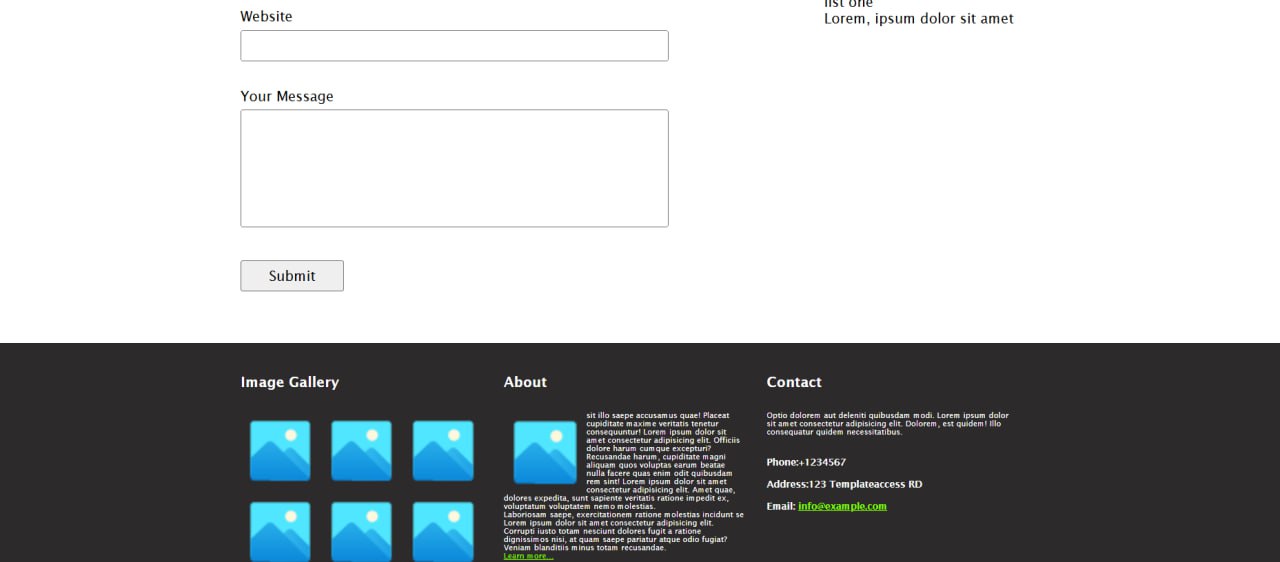 list one
Lorem, ipsum dolor sit amet
Website
Your Message
Submit
Image Gallery
About
sit illo saepe accusamus quae! Placeat
cupiditate maxime veritatis tenetur
consequuntur! Lorem ipsum dolor sit
amet consectetur adipisicing elit. Officiis
dolore harum cumque excepturi?
Recusandae harum, cupiditate magni
aliquam quos voluptas earum beatae
nulla facere quas enim odit quibusdam
rem sint! Lorem ipsum dolor sit amet
consectetur adipisicing elit. Amet quae,
dolores expedita, sunt sapiente veritatis ratione impedit ex,
voluptatum voluptatem nemo molestias.
Laboriosam saepe, exercitationem ratione molestias incidunt se
Lorem ipsum dolor sit amet consectetur adipisicing elit.
Corrupti iusto totam nesciunt dolores fugit a ratione
dignissimos nisi, at quam saepe pariatur atque odio fugiat?
Veniam blanditiis minus totam recusandae.
Learn more...
Contact
Optio dolorem aut deleniti quibusdam modi. Lorem ipsum dolor
sit amet consectetur adipisicing elit. Dolorem, est quidem! Illo
consequatur quidem necessitatibus.
Phone:+1234567
Address:123 Templateaccess RD
Email: info@example.com